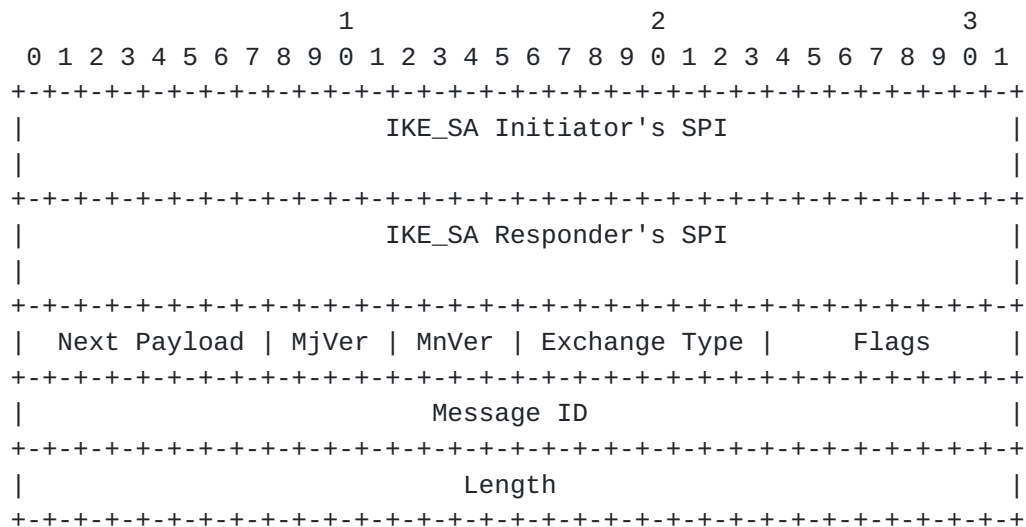 1                   2                   3
 0 1 2 3 4 5 6 7 8 9 0 1 2 3 4 5 6 7 8 9 0 1 2 3 4 5 6 7 8 9 0 1
+-+-+-+-+-+-+-+-+-+-+-+-+-+-+-+-+-+-+-+-+-+-+-+-+-+-+-+-+-+-+-+-+
|                       IKE_SA Initiator's SPI                  |
|                                                               |
+-+-+-+-+-+-+-+-+-+-+-+-+-+-+-+-+-+-+-+-+-+-+-+-+-+-+-+-+-+-+-+-+
|                       IKE_SA Responder's SPI                  |
|                                                               |
+-+-+-+-+-+-+-+-+-+-+-+-+-+-+-+-+-+-+-+-+-+-+-+-+-+-+-+-+-+-+-+-+
|  Next Payload | MjVer | MnVer | Exchange Type |     Flags     |
+-+-+-+-+-+-+-+-+-+-+-+-+-+-+-+-+-+-+-+-+-+-+-+-+-+-+-+-+-+-+-+-+
|                          Message ID                           |
+-+-+-+-+-+-+-+-+-+-+-+-+-+-+-+-+-+-+-+-+-+-+-+-+-+-+-+-+-+-+-+-+
|                            Length                             |
+-+-+-+-+-+-+-+-+-+-+-+-+-+-+-+-+-+-+-+-+-+-+-+-+-+-+-+-+-+-+-+-+